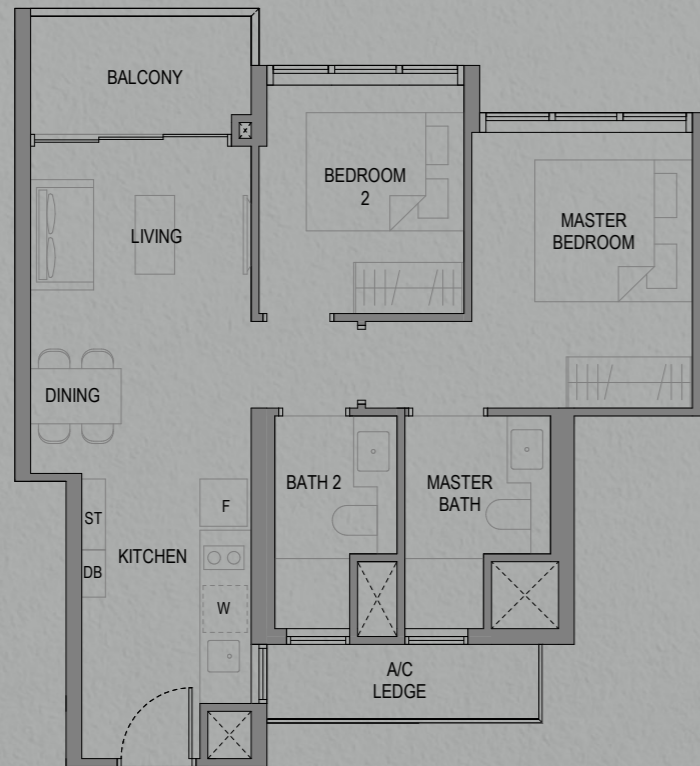 BALCONY
BEDROOM
2
LIVING
MASTER
BEDROOM
DINING
BATH 2
MASTER
BATH
ST
F
KITCHEN
DB
W
A/C
LEDGE